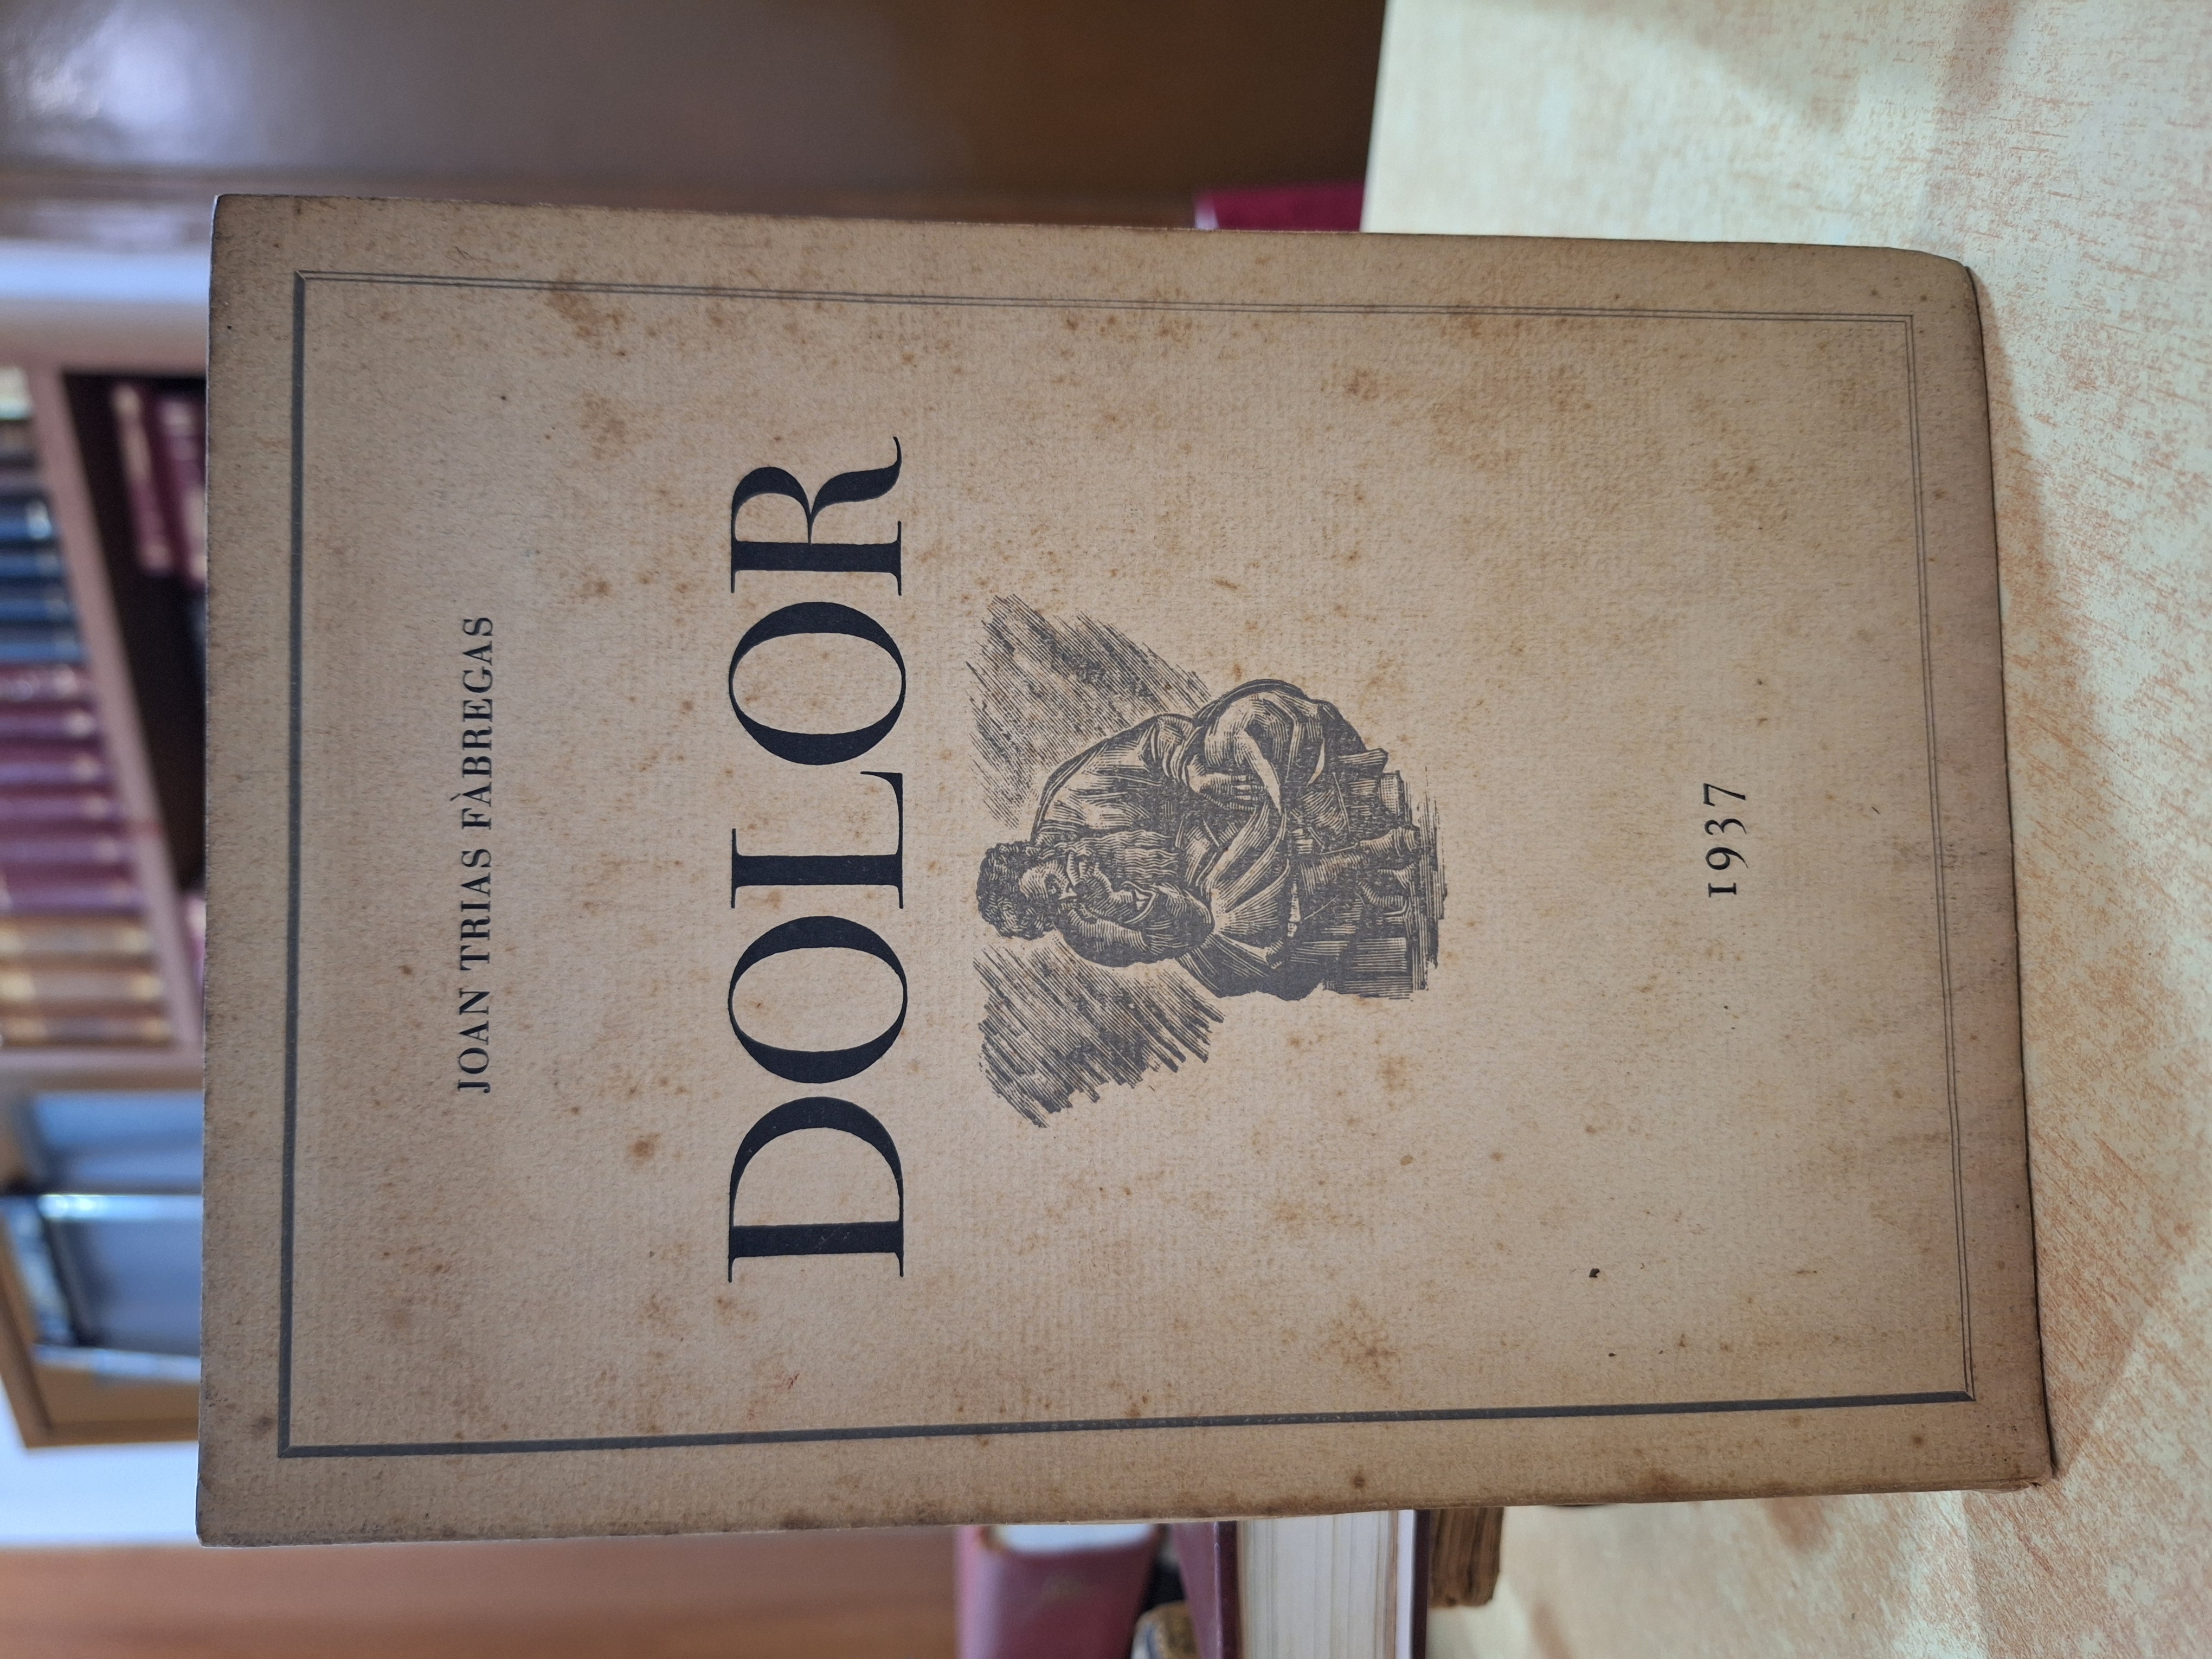 JOAN TRIAS FÀBREGAS
DOLOR
1937